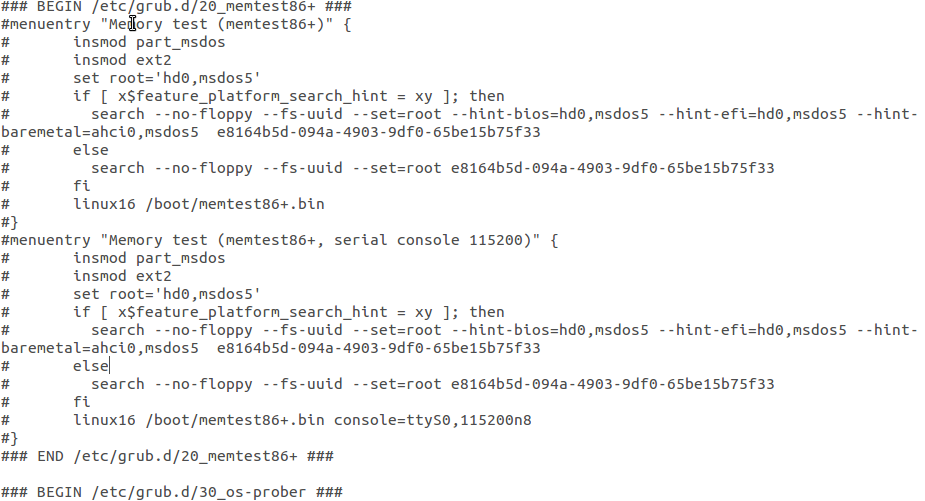 ### BEGIN /etc/grub.d/20_memtest86+ ###
#menuentry "Memory test (memtest86+)" {
#       insmod part_msdos
#       insmod ext2
#       set root='hd0,msdos5'
#       if [ x$feature_platform_search_hint = xy ]; then
#         search --no-floppy --fs-uuid --set=root --hint-bios=hd0,msdos5 --hint-efi=hd0,msdos5 --hint-
baremetal=ahci0,msdos5  e8164b5d-094a-4903-9df0-65be15b75f33
#       else
#         search --no-floppy --fs-uuid --set=root e8164b5d-094a-4903-9df0-65be15b75f33
#       fi
#       linux16 /boot/memtest86+.bin
#}
#menuentry "Memory test (memtest86+, serial console 115200)" {
#       insmod part_msdos
#       insmod ext2
#       set root='hd0,msdos5'
#       if [ x$feature_platform_search_hint = xy ]; then
#         search --no-floppy --fs-uuid --set=root --hint-bios=hd0,msdos5 --hint-efi=hd0,msdos5 --hint-
baremetal=ahci0,msdos5  e8164b5d-094a-4903-9df0-65be15b75f33
#       else
#         search --no-floppy --fs-uuid --set=root e8164b5d-094a-4903-9df0-65be15b75f33
#       fi
#       linux16 /boot/memtest86+.bin console=ttyS0,115200n8
#}
### END /etc/grub.d/20_memtest86+ ###

### BEGIN /etc/grub.d/30_os-prober ###